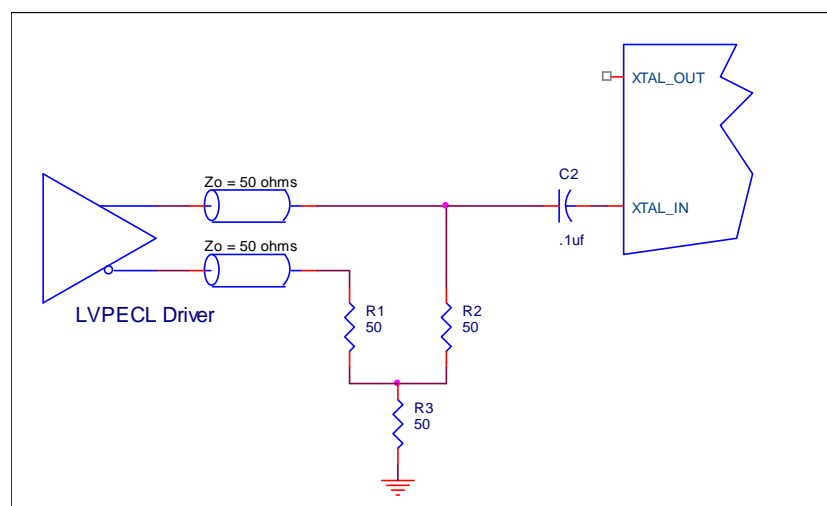 XTAL_OUT
C2
Zo = 50 ohms
XTAL_IN
.1uf
Zo = 50 ohms
LVPECL Driver
R1
50
R2
50
R3
50